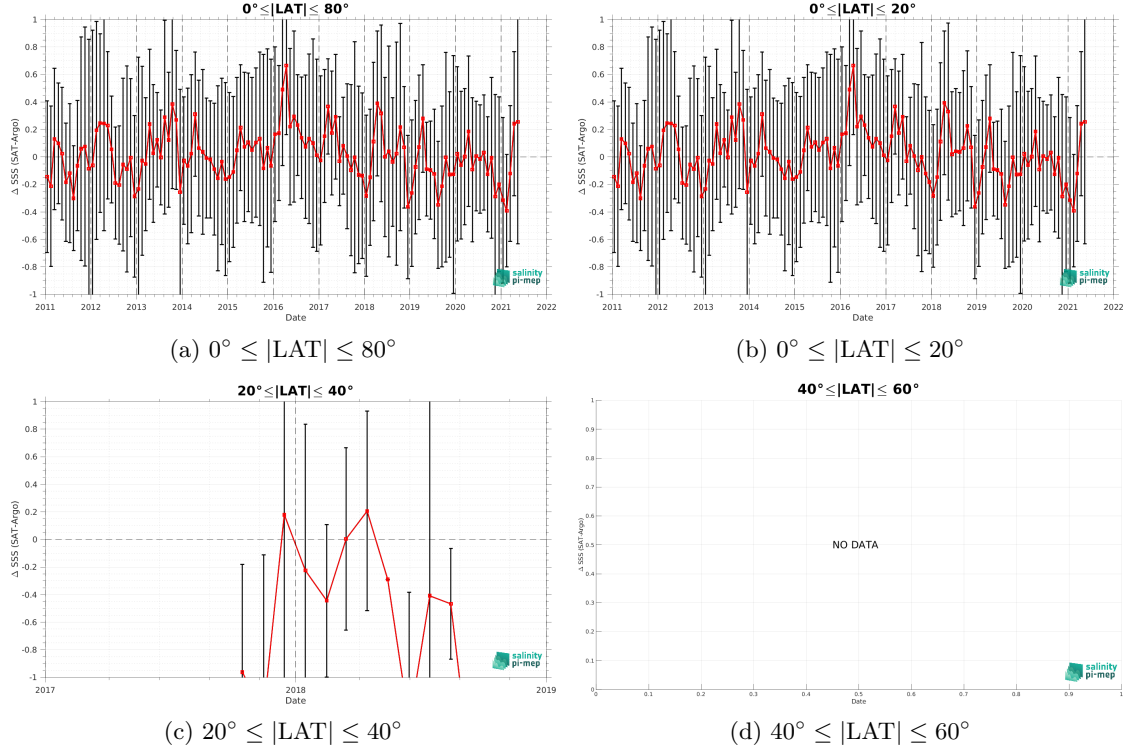 0°≤|LAT|≤ 80°
Δ SSS (SAT-Argo)
1
0.8
0.6
0.4
0.2
0
-0.2
-0.4
-0.6
-0.8
-1
2011 2012 2013 2014 2015 2016 2017 2018 2019 2020 2021 2022
Date
salinity
pi-mep
(a) 0° ≤ |LAT| ≤ 80°
0°≤|LAT|≤ 20°
Δ SSS (SAT-Argo)
1
0.8
0.6
0.4
0.2
0
-0.2
-0.4
-0.6
-0.8
-1
2011 2012 2013 2014 2015 2016 2017 2018 2019 2020 2021 2022
Date
salinity
pi-mep
(b) 0° ≤ |LAT| ≤ 20°
20°≤|LAT|≤ 40°
Δ SSS (SAT-Argo)
1
0.8
0.6
0.4
0.2
0
-0.2
-0.4
-0.6
-0.8
-1
2017 2018 2019
Date
salinity
pi-mep
(c) 20° ≤ |LAT| ≤ 40°
40°≤|LAT|≤ 60°
Δ SSS (SAT-Argo)
1
0.9
0.8
0.7
0.6
0.5
0.4
0.3
0.2
0.1
0
NO DATA
0 0.1 0.2 0.3 0.4 0.5 0.6 0.7 0.8 0.9 1
Date
salinity
pi-mep
(d) 40° ≤ |LAT| ≤ 60°